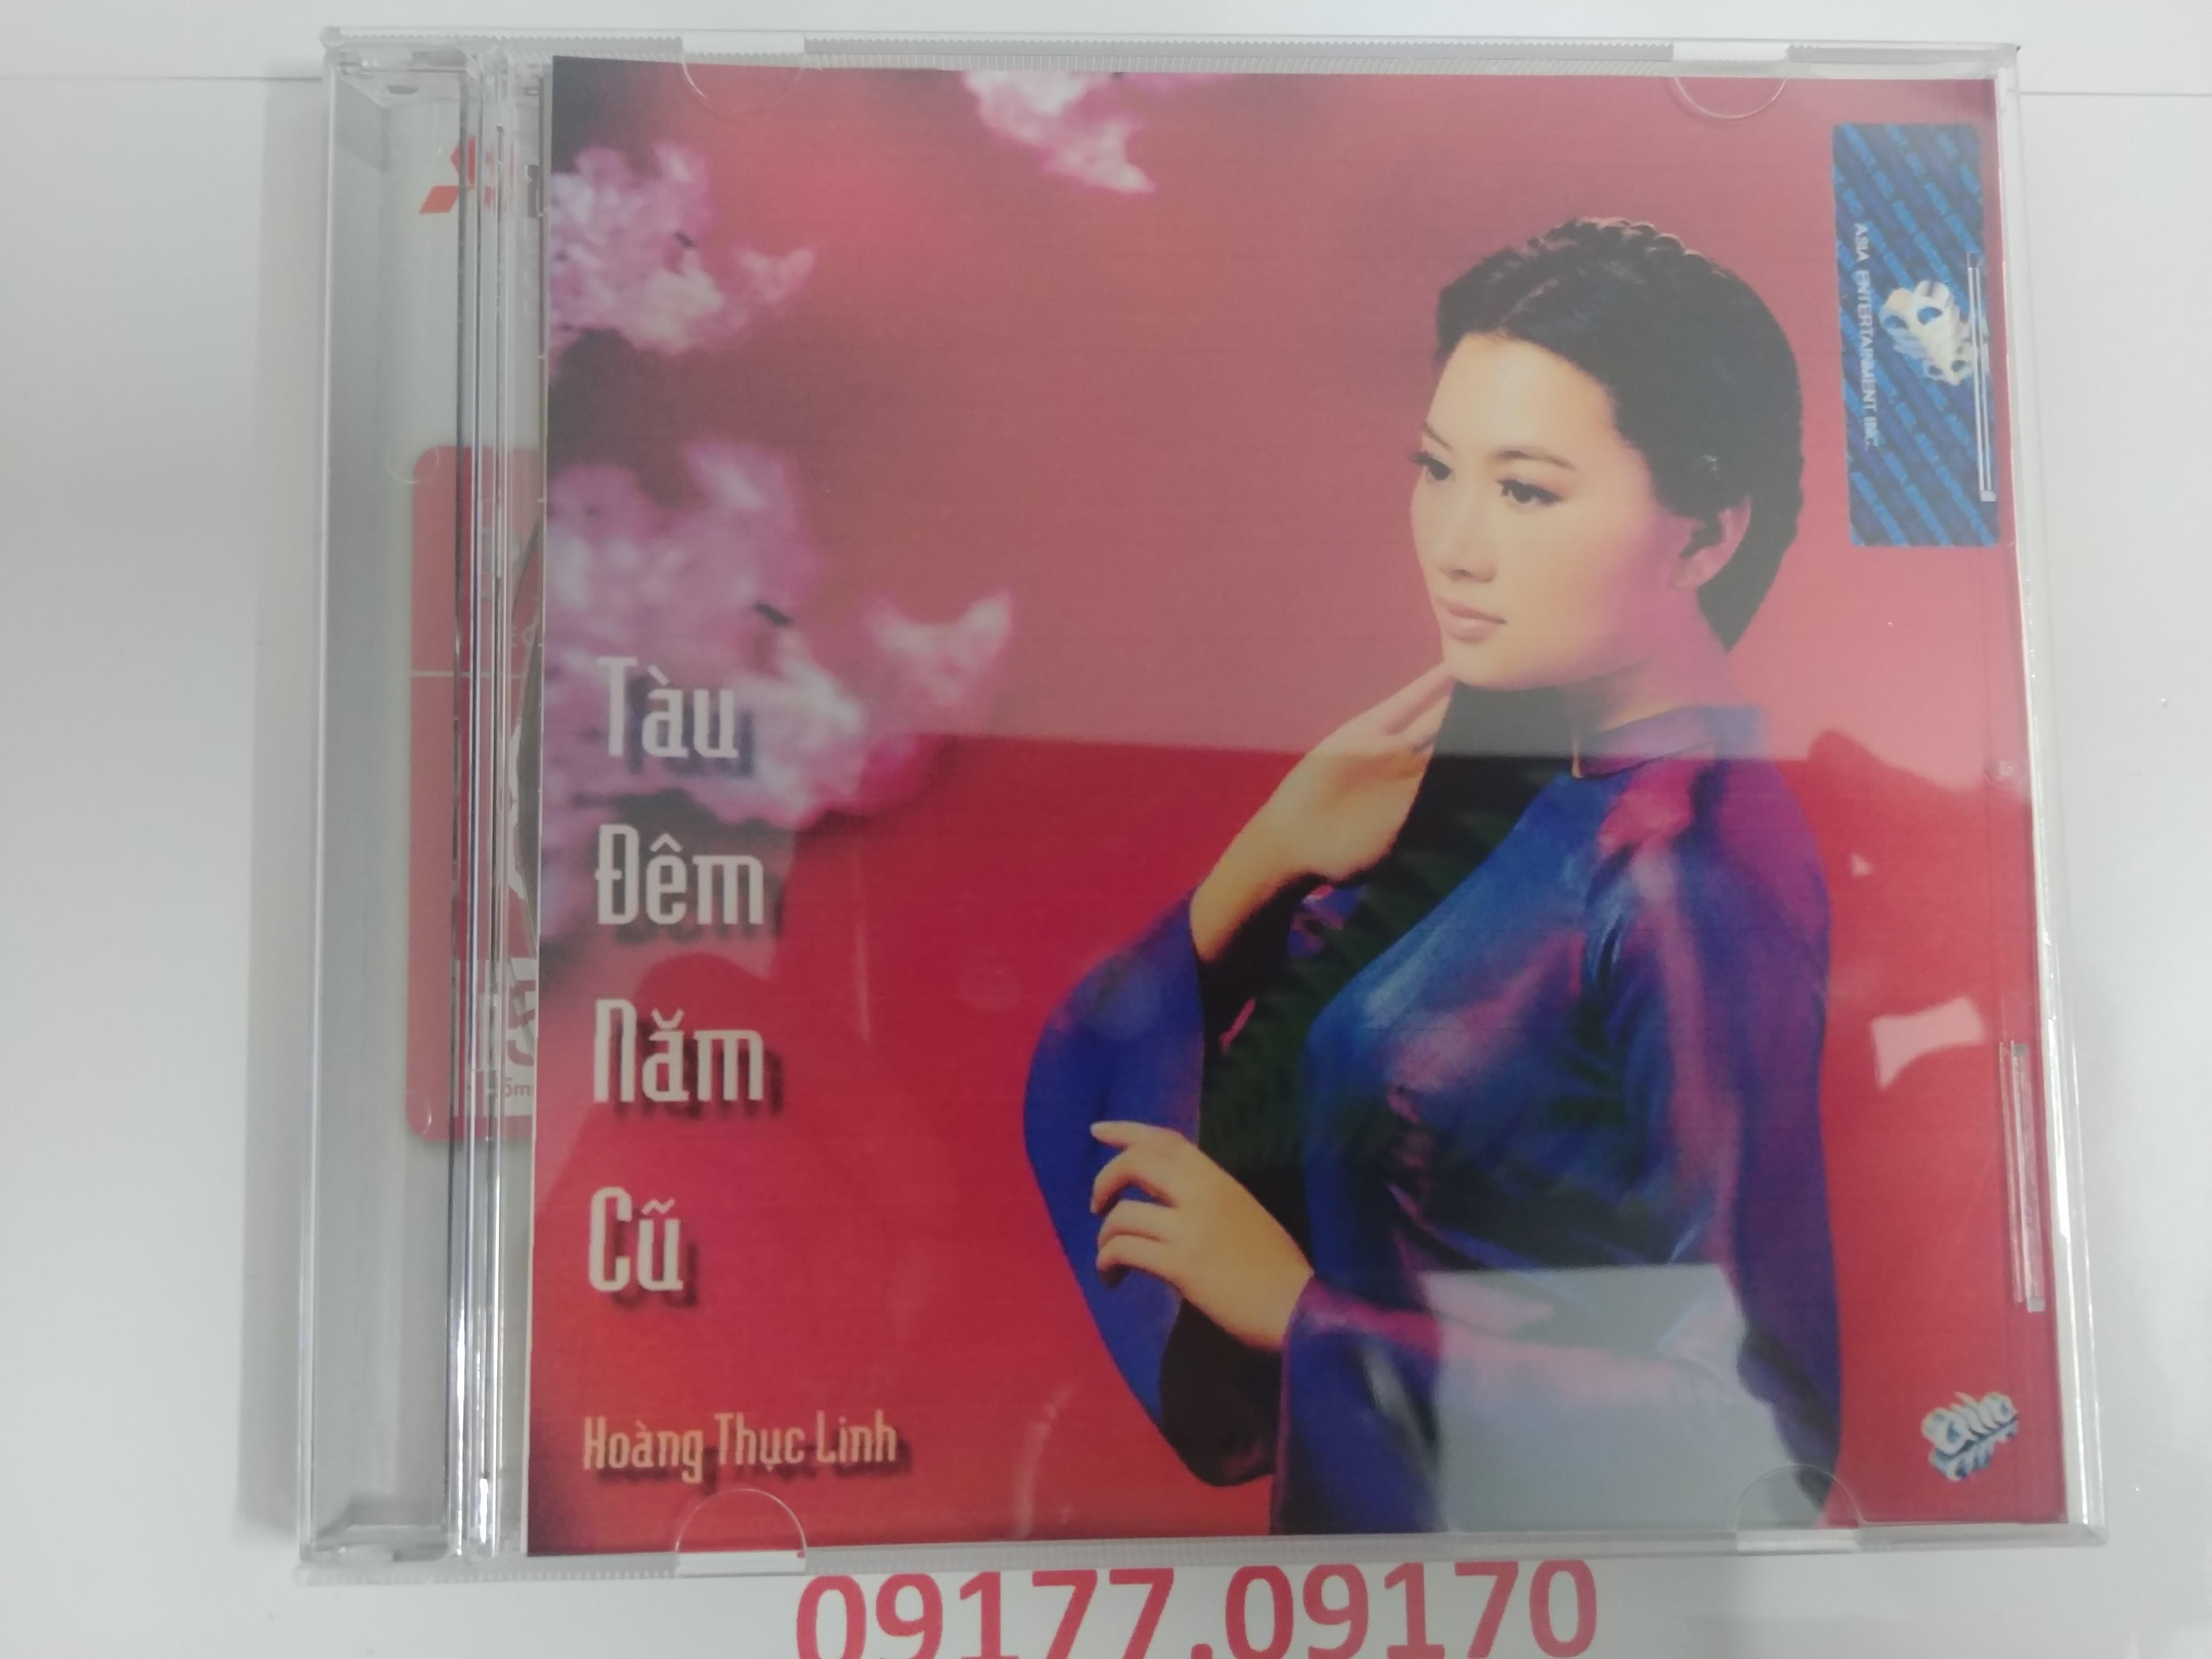 ASIA ENTERTAINMENT INC.
Tàu
Đêm
Năm
Cũ
Hoàng Thục Linh
09177.09170